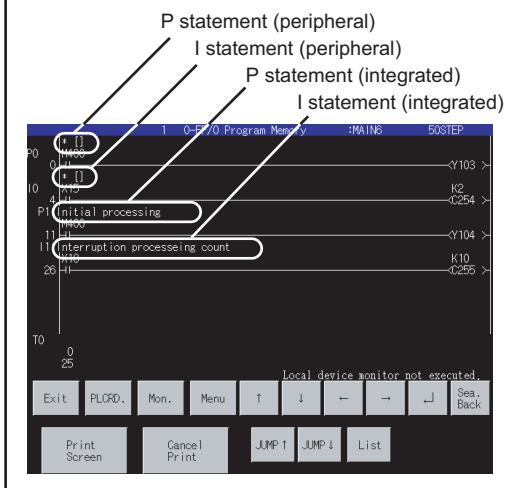 P statement (peripheral)
I statement (peripheral)
P statement (integrated)
I statement (integrated)
1 0-EF/0 Program Memory :MAIN6 50STEP
* []
P0 M400
0 Y103
* []
I0 X15 K2
4 C254
P1 Initial processing
M400
11 Y104
I1 Interruption processeing count
X10 K10
26 C255
T0
0
25
Local device monitor not executed.
Exit PLCRD. Mon. Menu ↑ ↓ ← → ↵ Sea. Back
Print Screen Cancel Print JUMP↑ JUMP↓ List